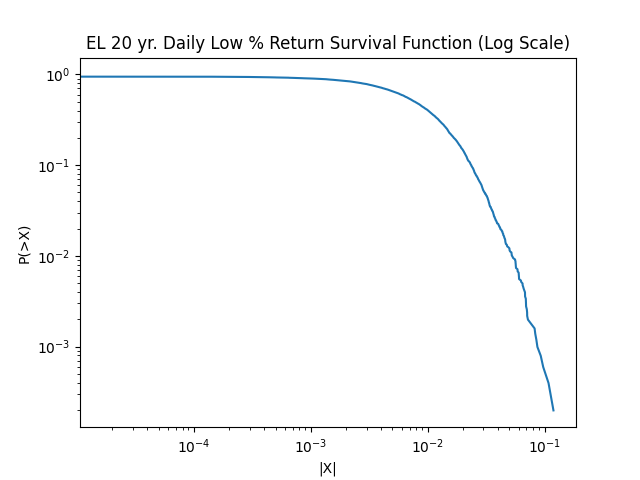 EL 20 yr. Daily Low % Return Survival Function (Log Scale)
10⁰
10⁻¹
10⁻²
10⁻³
P(>X)
10⁻⁴
10⁻³
10⁻²
10⁻¹
|X|